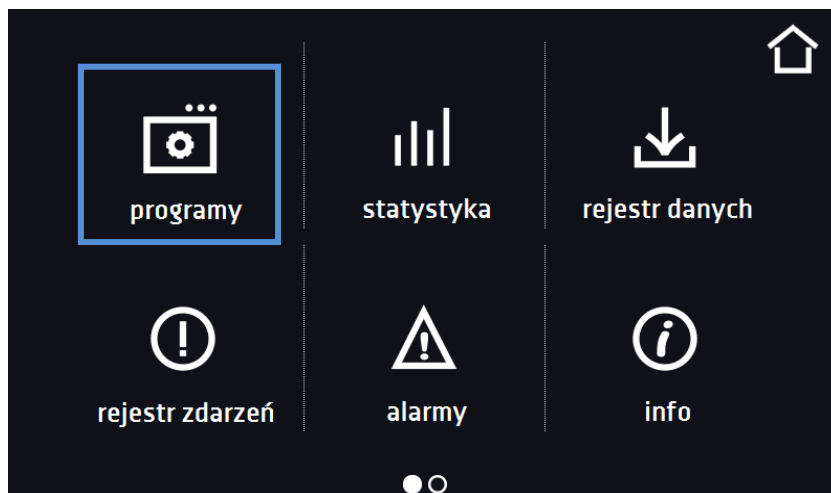 programy
statystyka
rejestr danych
rejestr zdarzeń
alarmy
info